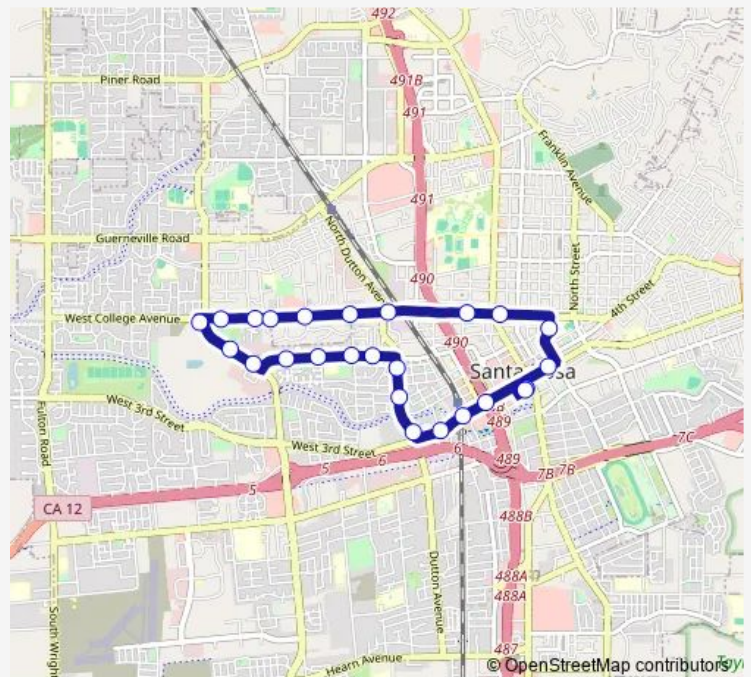 492
Piner Road
491B
491
Franklin Avenue
491
Guerneville Road
North Dutton Ave
North Street
490
4th Street
West College Avenue
490
Santa Rosa
West 3rd Street
489
Fulton Road
West 3rd Street
6
7C
5
6
489
7B
7B
5
CA 12
488B
Dutton Avenue
488A
488A
South Wright
487
Hearn Avenue
© OpenStreetMap contributors